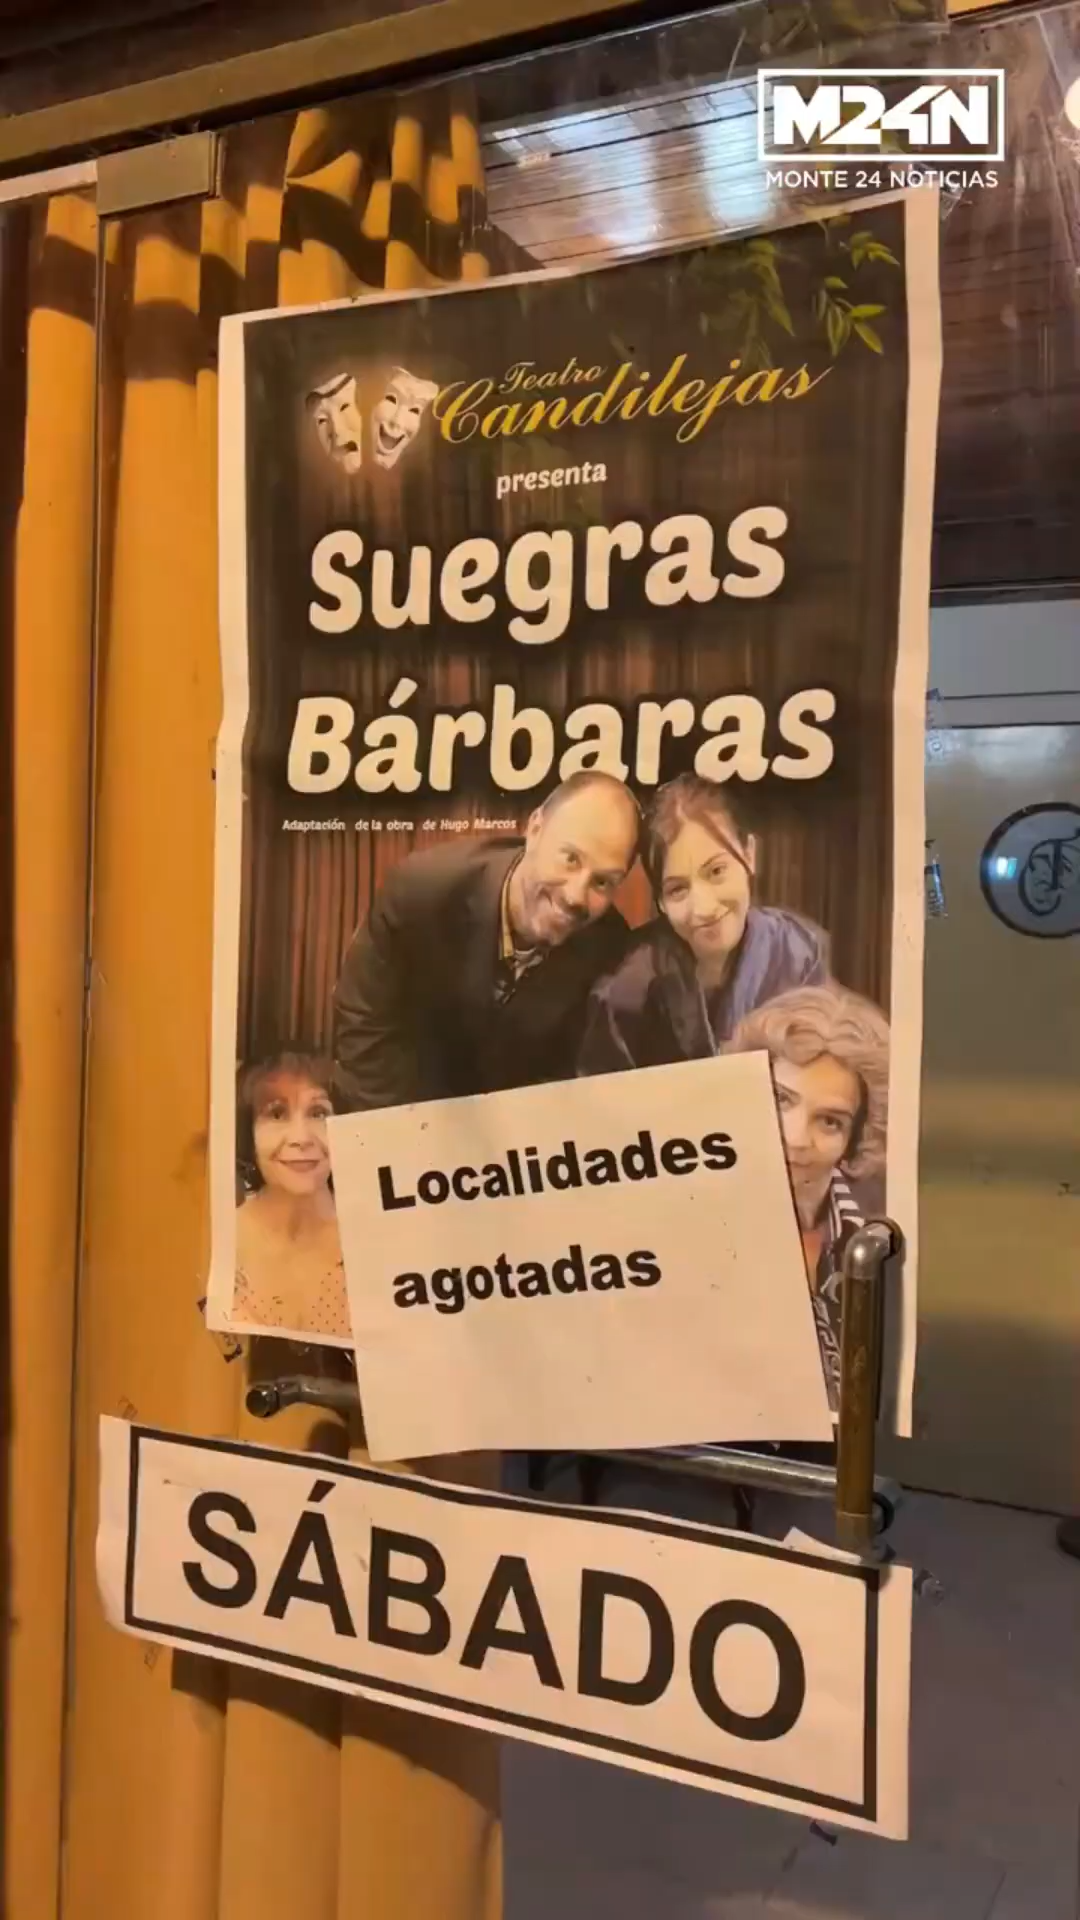 M24N
MONTE 24 NOTICIAS
Teatro
Candilejas
presenta
Suegras
Bárbaras
Adaptación de la obra de Hugo Marcos
Localidades
agotadas
SÁBADO